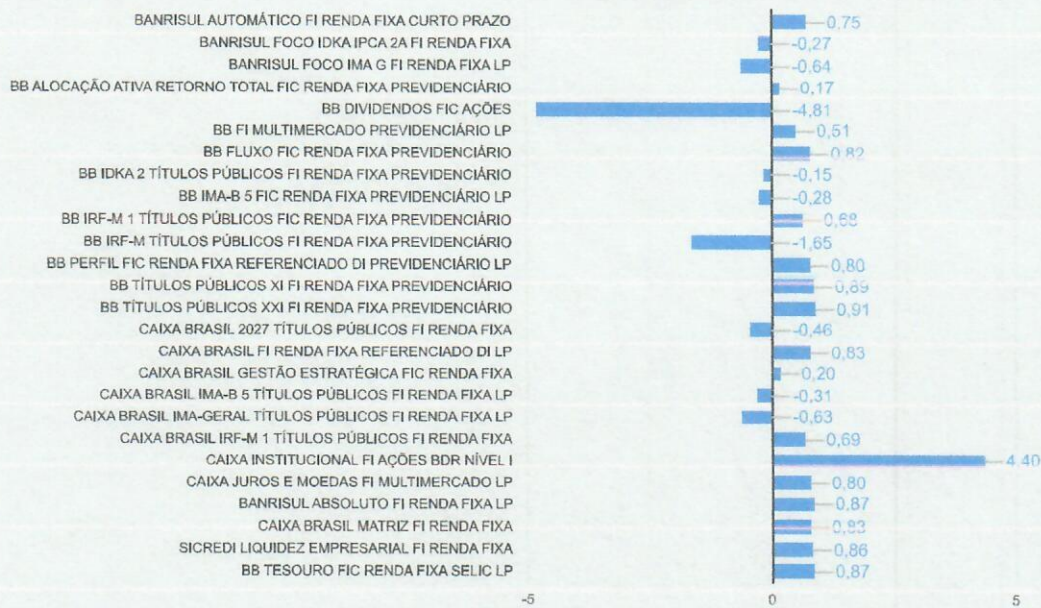 BANRISUL AUTOMÁTICO FI RENDA FIXA CURTO PRAZO 0,75
BANRISUL FOCO IDKA IPCA 2A FI RENDA FIXA -0,27
BANRISUL FOCO IMA G FI RENDA FIXA LP -0,64
BB ALOCAÇÃO ATIVA RETORNO TOTAL FIC RENDA FIXA PREVIDENCIÁRIO 0,17
BB DIVIDENDOS FIC AÇÕES -4,81
BB FI MULTIMERCADO PREVIDENCIÁRIO LP 0,51
BB FLUXO FIC RENDA FIXA PREVIDENCIÁRIO 0,82
BB IDKA 2 TÍTULOS PÚBLICOS FI RENDA FIXA PREVIDENCIÁRIO -0,15
BB IMA-B 5 FIC RENDA FIXA PREVIDENCIÁRIO LP -0,28
BB IRF-M 1 TÍTULOS PÚBLICOS FIC RENDA FIXA PREVIDENCIÁRIO 0,68
BB IRF-M TÍTULOS PÚBLICOS FI RENDA FIXA PREVIDENCIÁRIO -1,65
BB PERFIL FIC RENDA FIXA REFERENCIADO DI PREVIDENCIÁRIO LP 0,80
BB TÍTULOS PÚBLICOS XI FI RENDA FIXA PREVIDENCIÁRIO 0,89
BB TÍTULOS PÚBLICOS XXI FI RENDA FIXA PREVIDENCIÁRIO 0,91
CAIXA BRASIL 2027 TÍTULOS PÚBLICOS FI RENDA FIXA -0,46
CAIXA BRASIL FI RENDA FIXA REFERENCIADO DI LP 0,83
CAIXA BRASIL GESTÃO ESTRATÉGICA FIC RENDA FIXA 0,20
CAIXA BRASIL IMA-B 5 TÍTULOS PÚBLICOS FI RENDA FIXA LP -0,31
CAIXA BRASIL IMA-GERAL TÍTULOS PÚBLICOS FI RENDA FIXA LP -0,63
CAIXA BRASIL IRF-M 1 TÍTULOS PÚBLICOS FI RENDA FIXA 0,69
CAIXA INSTITUCIONAL FI AÇÕES BDR NÍVEL I 4,40
CAIXA JUROS E MOEDAS FI MULTIMERCADO LP 0,80
BANRISUL ABSOLUTO FI RENDA FIXA LP 0,87
CAIXA BRASIL MATRIZ FI RENDA FIXA 0,83
SICREDI LIQUIDEZ EMPRESARIAL FI RENDA FIXA 0,86
BB TESOURO FIC RENDA FIXA SELIC LP 0,87
-5 0 5